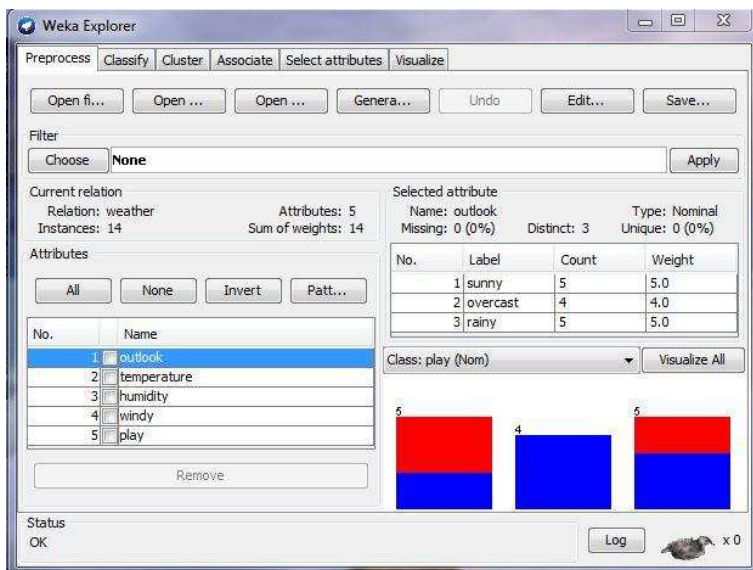 Weka Explorer
Preprocess Classify Cluster Associate Select attributes Visualize
Open fi... Open ... Open ... Genera... Undo Edit... Save...
Filter
Choose None Apply
Current relation
Relation: weather Attributes: 5
Instances: 14 Sum of weights: 14
Selected attribute
Name: outlook Type: Nominal
Missing: 0 (0%) Distinct: 3 Unique: 0 (0%)
Attributes
All None Invert Patt...
No. Name
1 outlook
2 temperature
3 humidity
4 windy
5 play
Remove
No. Label Count Weight
1 sunny 5 5.0
2 overcast 4 4.0
3 rainy 5 5.0
Class: play (Nom) Visualize All
5 4 5
Status
OK
Log x 0